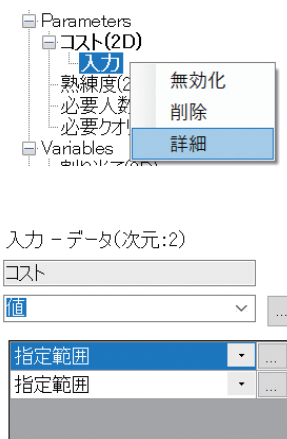 Parameters
コスト(2D)
入力
熟練度(2
必要人数
必要クオ
Variables
無効化
削除
詳細
入力 - データ(次元:2)
コスト
値
...
指定範囲
...
指定範囲
...